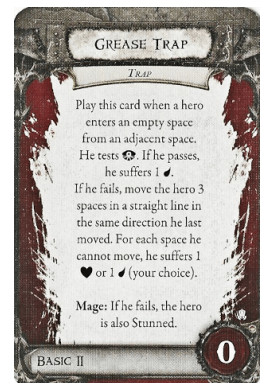 GREASE TRAP
TRAP
Play this card when a hero
enters an empty space
from an adjacent space.
He tests . If he passes,
he suffers 1 .
If he fails, move the hero 3
spaces in a straight line in
the same direction he last
moved. For each space he
cannot move, he suffers 1
♥ or 1 (your choice).
Mage: If he fails, the hero
is also Stunned.
BASIC II
0